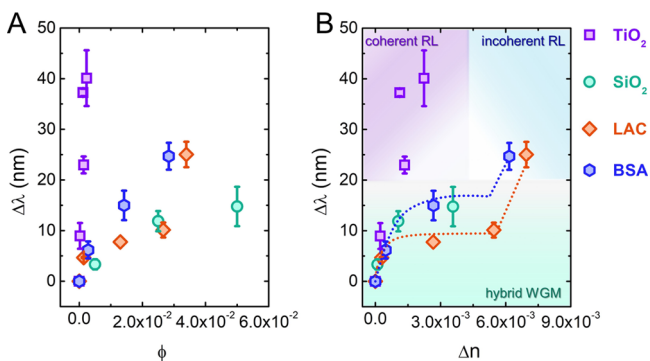 A
Δλ (nm)
50
40
30
20
10
0
0.0
2.0x10⁻²
4.0x10⁻²
6.0x10⁻²
ϕ
B
coherent RL
incoherent RL
hybrid WGM
Δλ (nm)
50
40
30
20
10
0
0.0
3.0x10⁻³
6.0x10⁻³
9.0x10⁻³
Δn
TiO₂
SiO₂
LAC
BSA